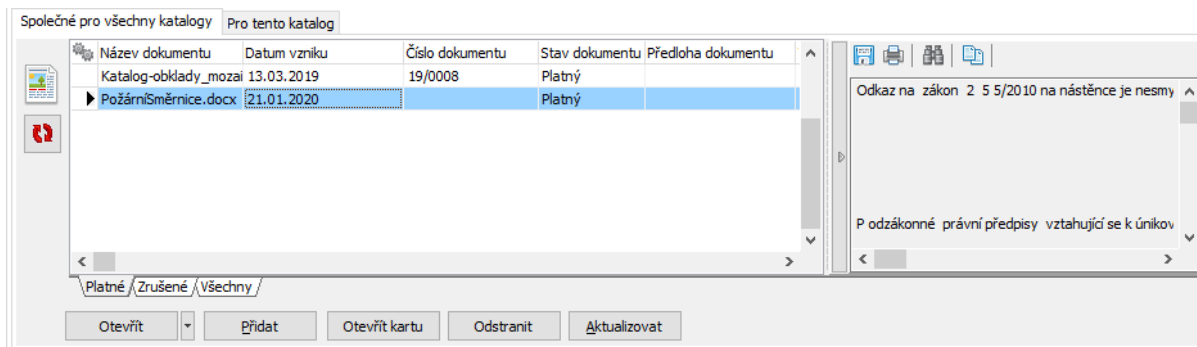 Společné pro všechny katalogy Pro tento katalog
Název dokumentu Datum vzniku Číslo dokumentu Stav dokumentu Předloha dokumentu
Katalog-obklady_mozai 13.03.2019 19/0008 Platný
PožárníSměrnice.docx 21.01.2020 Platný
Odkaz na zákon 2 5 5/2010 na nástěnce je nesmy
P odzákonné právní předpisy vztahující se k únikov
Platné Zrušené Všechny
Otevřít Přidat Otevřít kartu Odstranit Aktualizovat